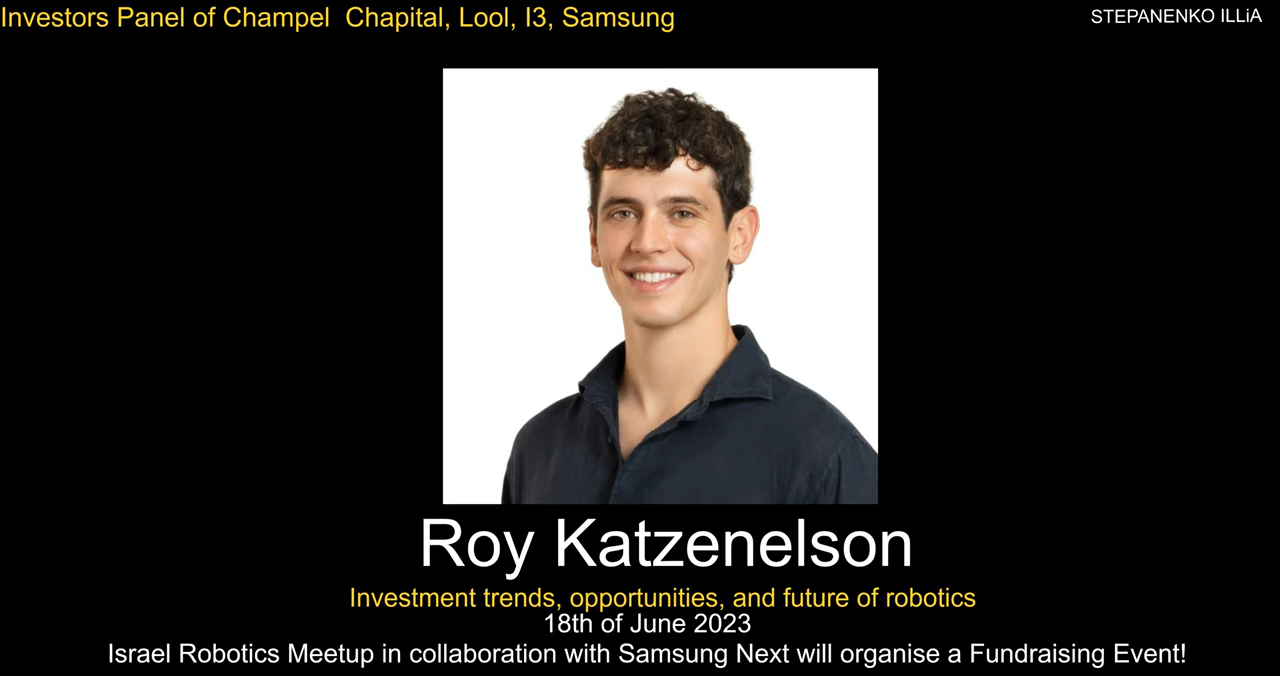 Investors Panel of Champel  Chapital, Lool, I3, Samsung
STEPANENKO ILLiA
Roy Katzenelson
Investment trends, opportunities, and future of robotics
18th of June 2023
Israel Robotics Meetup in collaboration with Samsung Next will organise a Fundraising Event!